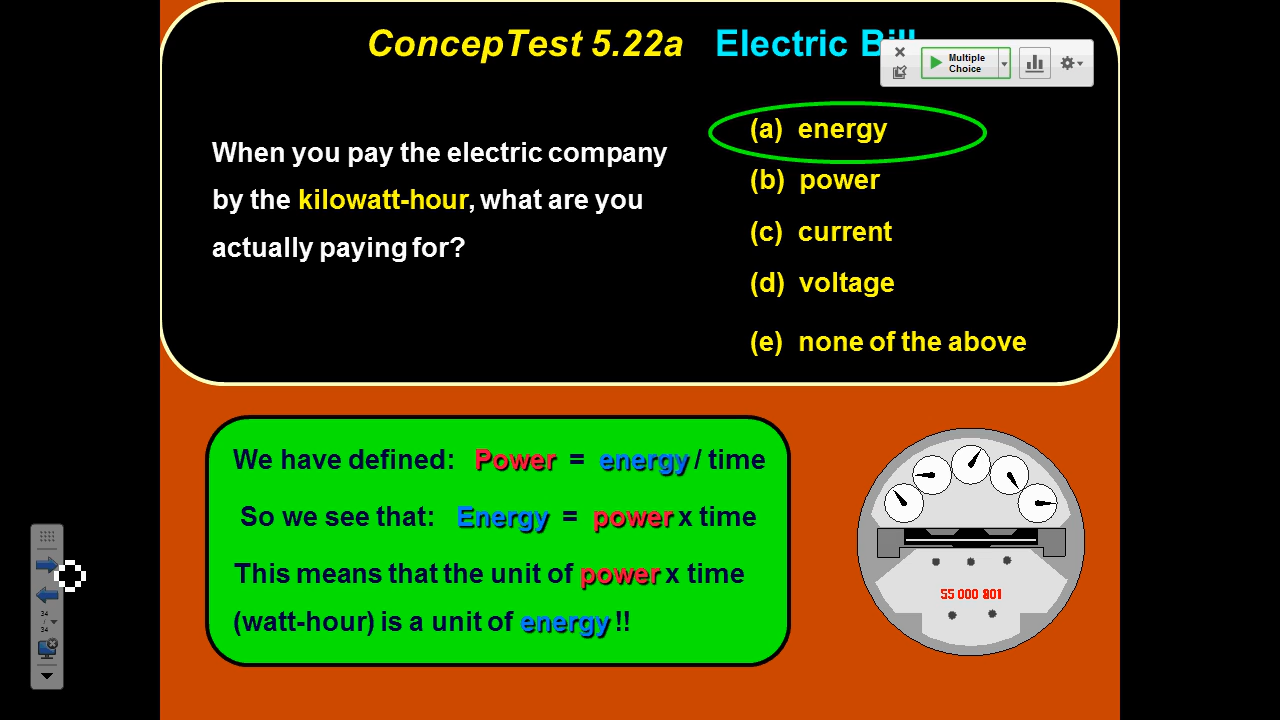 ConcepTest 5.22a Electric Bill
Multiple
Choice
When you pay the electric company
by the kilowatt-hour, what are you
actually paying for?
(a) energy
(b) power
(c) current
(d) voltage
(e) none of the above
We have defined: Power = energy / time
So we see that: Energy = power x time
This means that the unit of power x time
(watt-hour) is a unit of energy !!
55 000 801
34
/
34